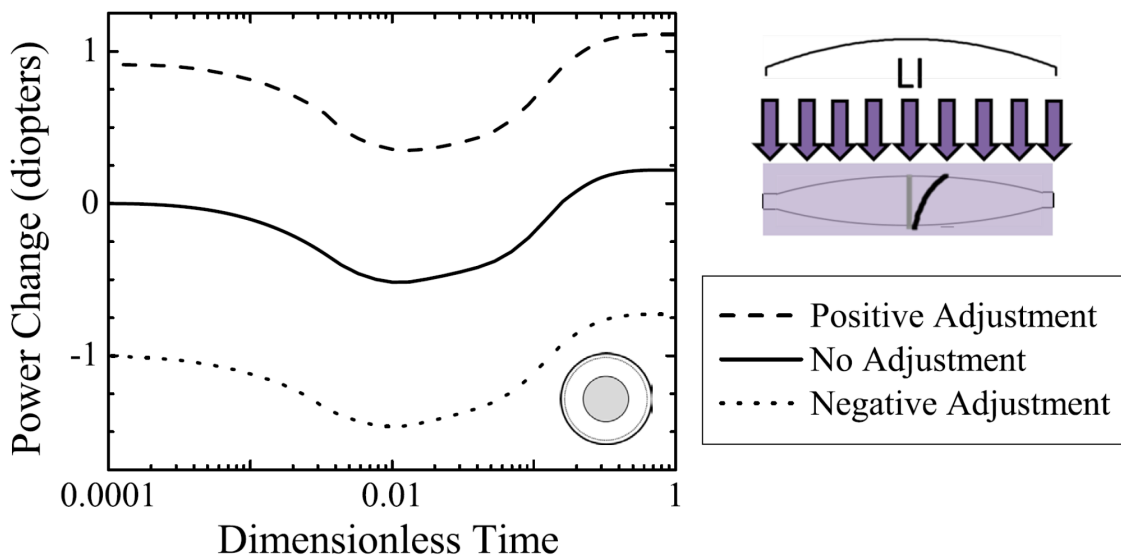 Power Change (diopters)
1
0
-1
0.0001
0.01
1
Dimensionless Time
LI
Positive Adjustment
No Adjustment
Negative Adjustment